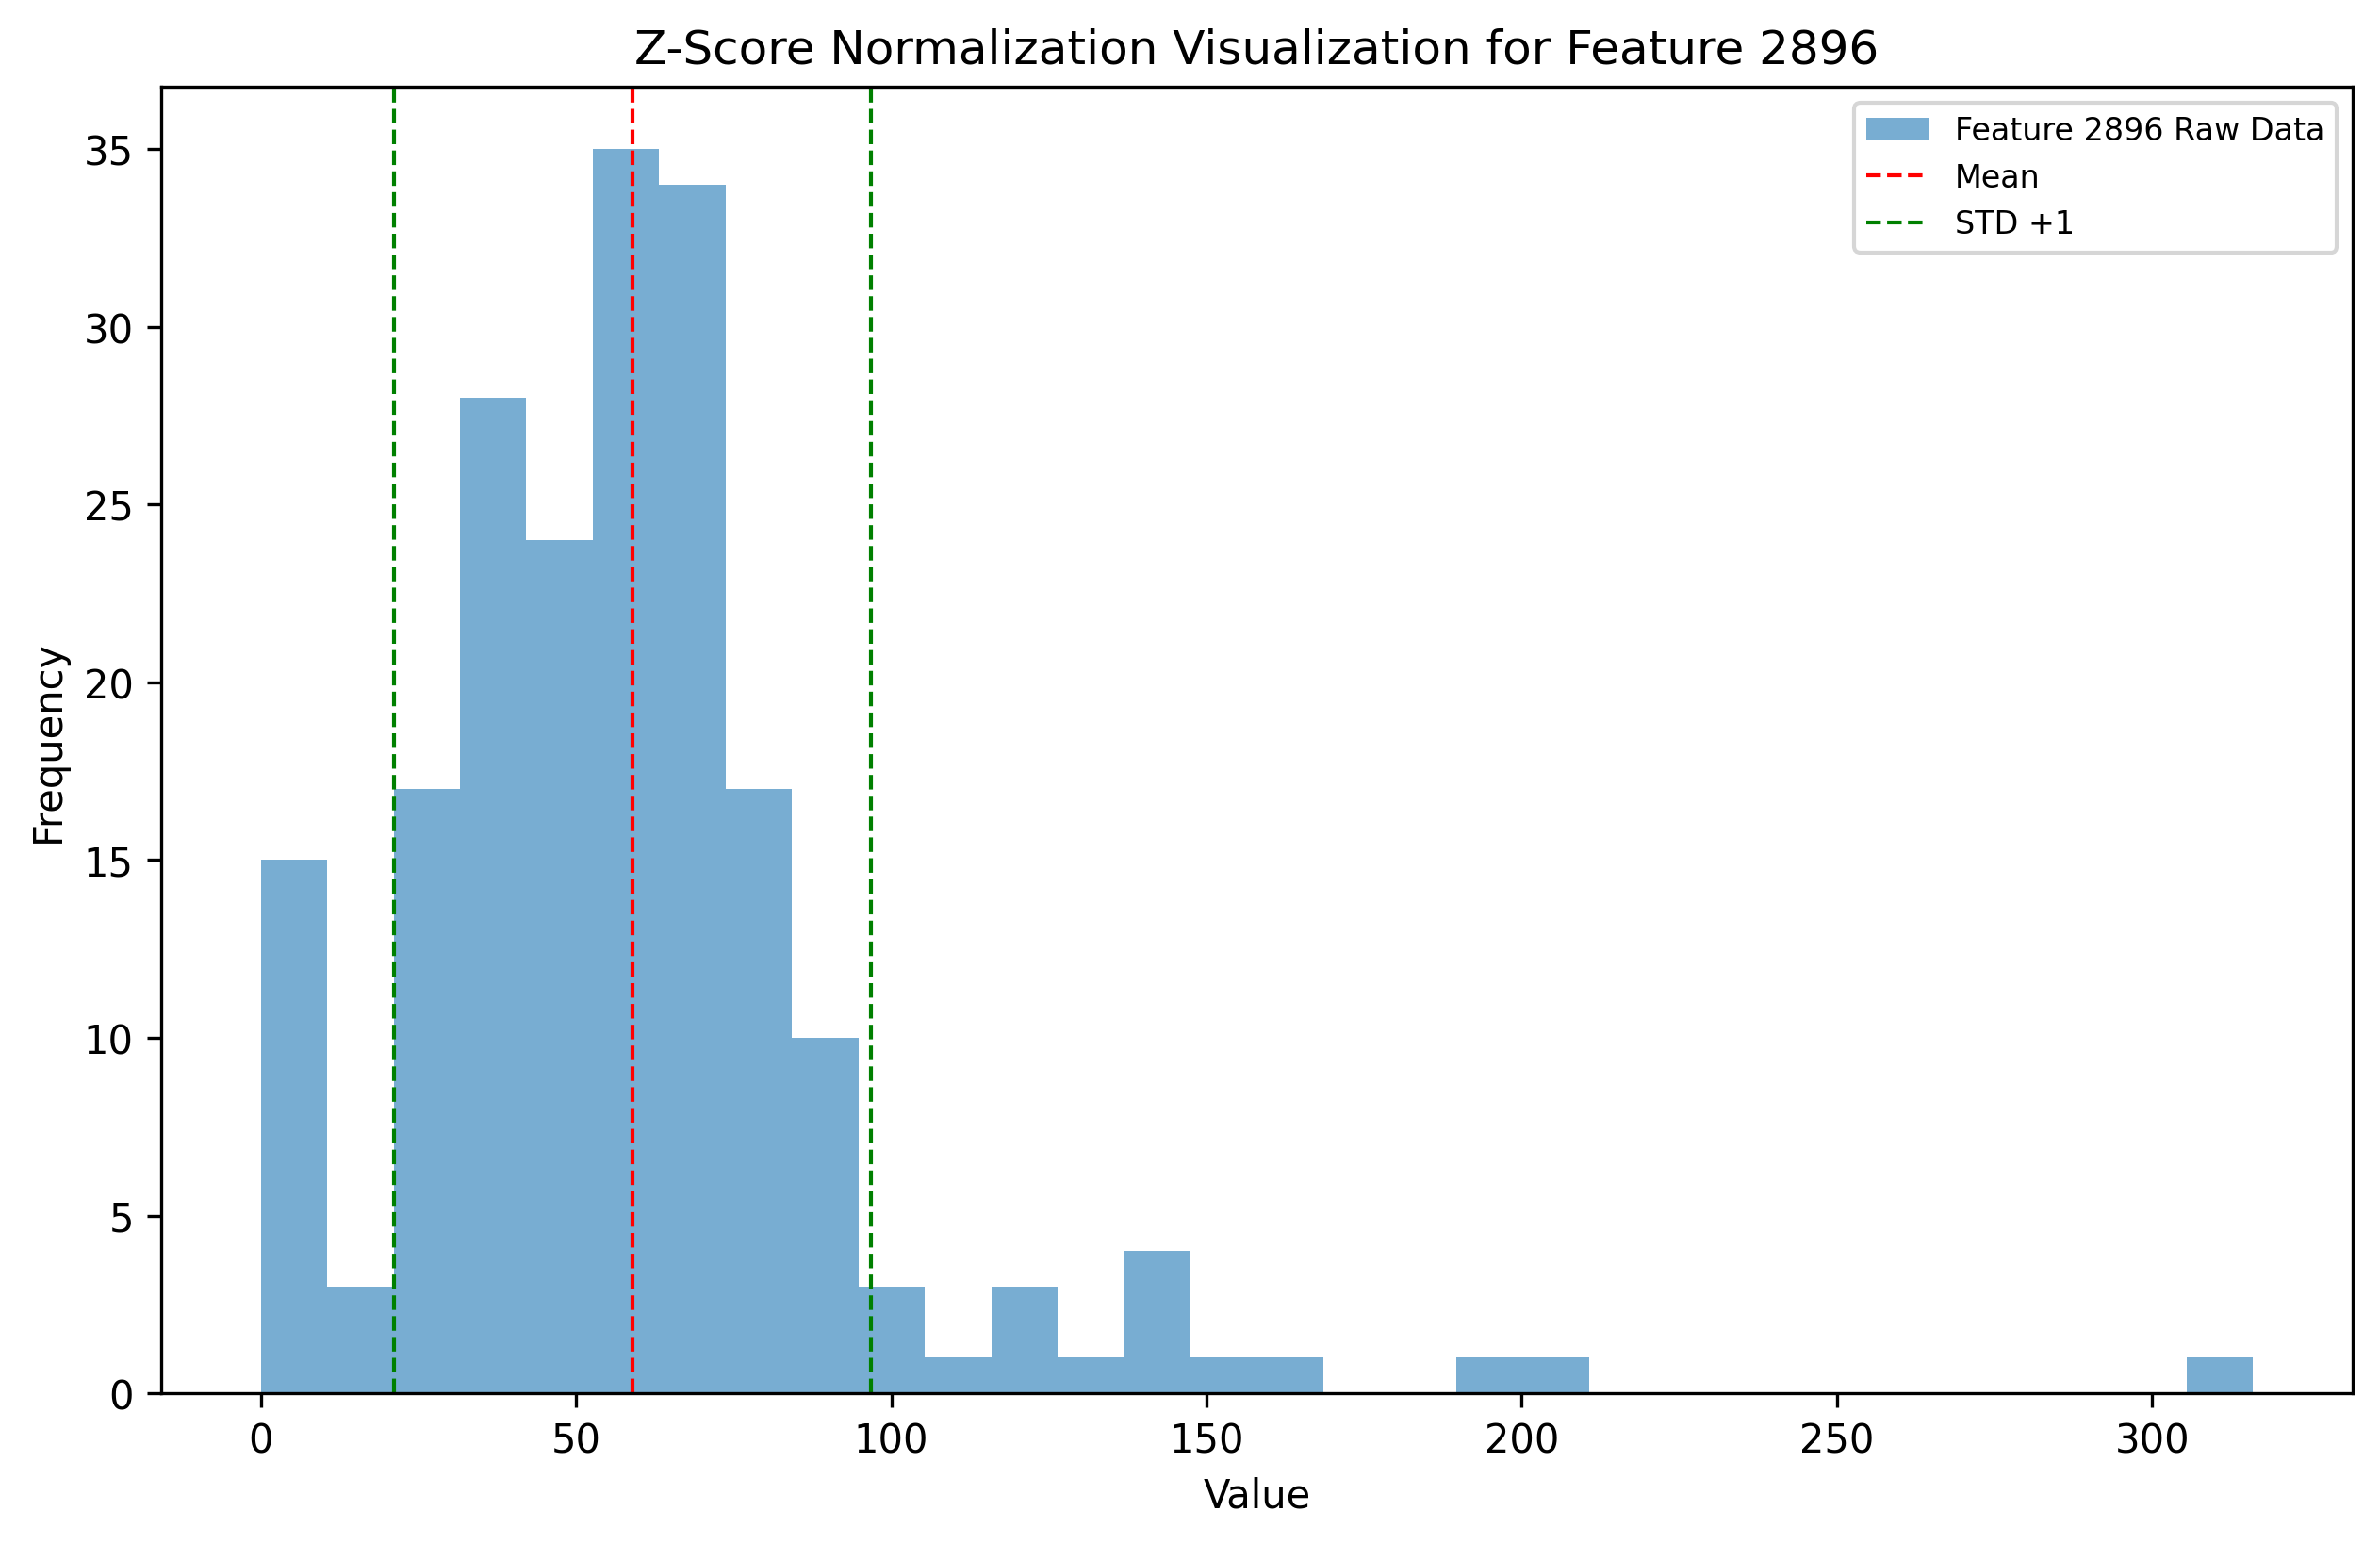 Z-Score Normalization Visualization for Feature 2896
Feature 2896 Raw Data
Mean
STD +1
Frequency
35
30
25
20
15
10
5
0
0 50 100 150 200 250 300
Value